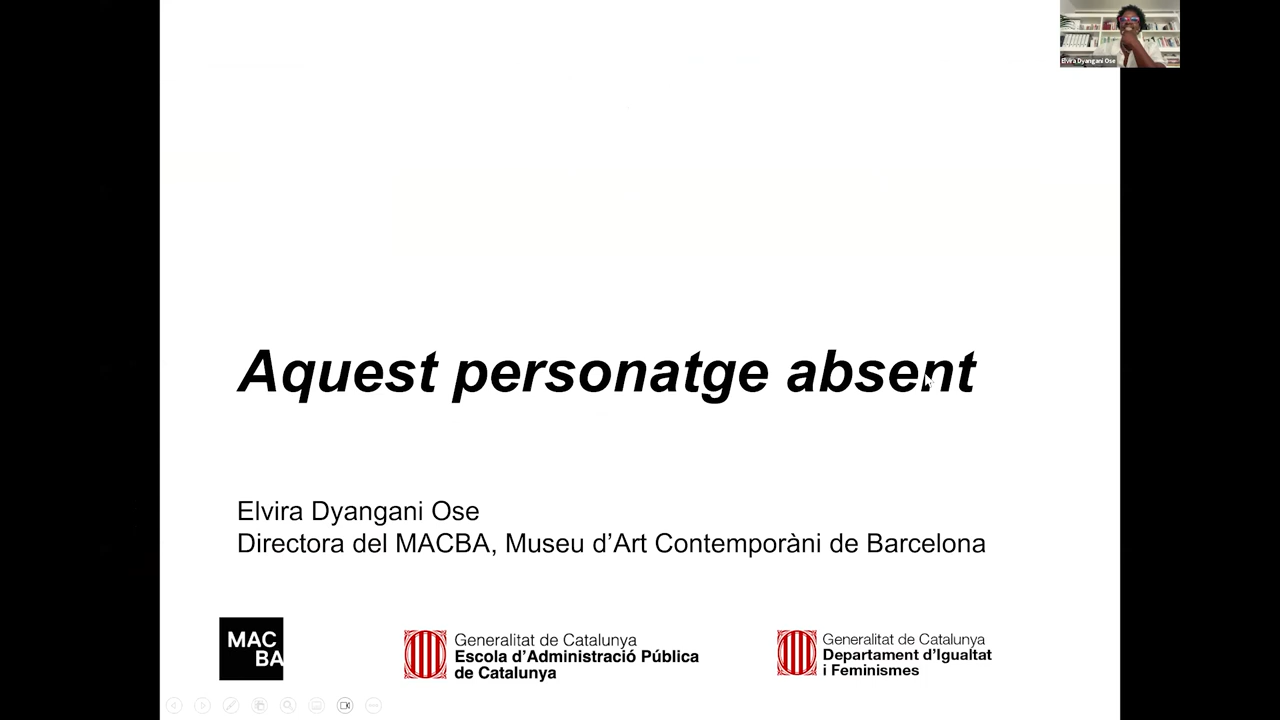 Elvira Dyangani Ose
Aquest personatge absent
Elvira Dyangani Ose
Directora del MACBA, Museu d’Art Contemporàni de Barcelona
MAC
BA
Generalitat de Catalunya
Escola d’Administració Pública
de Catalunya
Generalitat de Catalunya
Departament d’Igualtat
i Feminismes